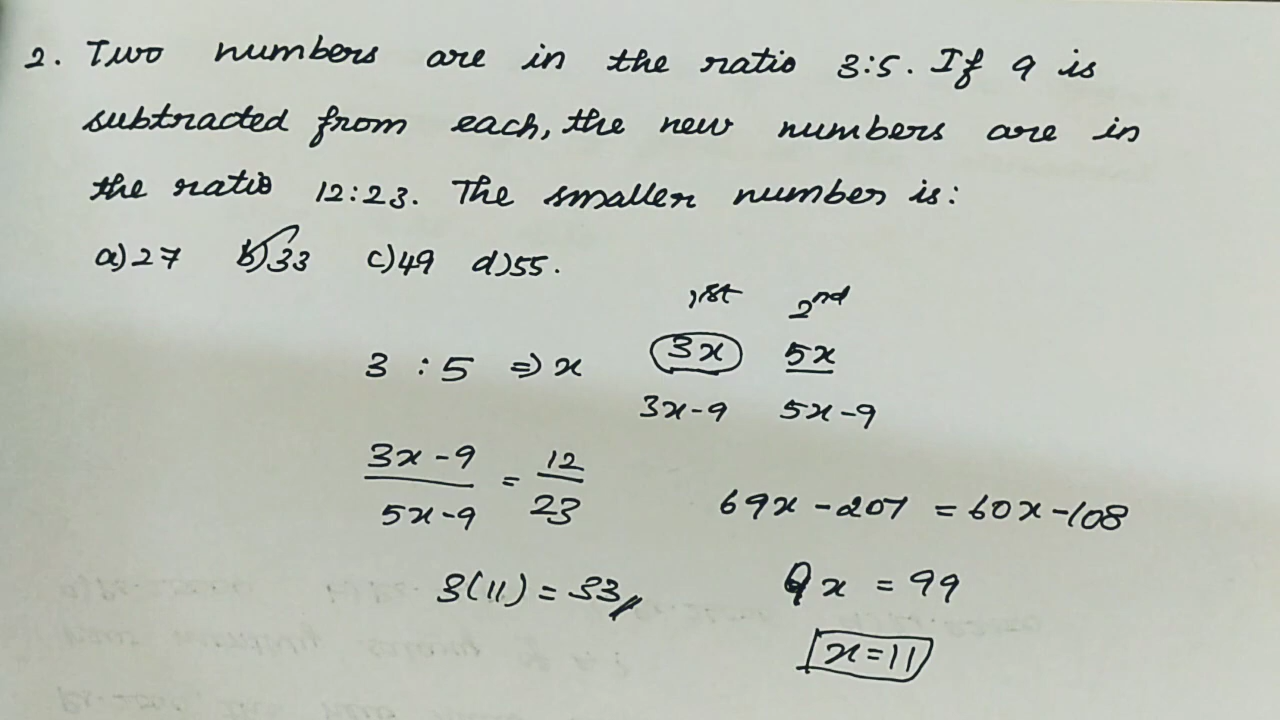 2. Two numbers are in the ratio 3:5. If 9 is
subtracted from each, the new numbers are in
the ratio 12:23. The smaller number is:
a) 27 b) 33 c) 49 d) 55.
1st 2nd
3 : 5 ⇒ x 3x 5x
3x-9 5x-9
3x-9 / 5x-9 = 12 / 23
69x - 207 = 60x - 108
3(11) = 33 9x = 99
x = 11